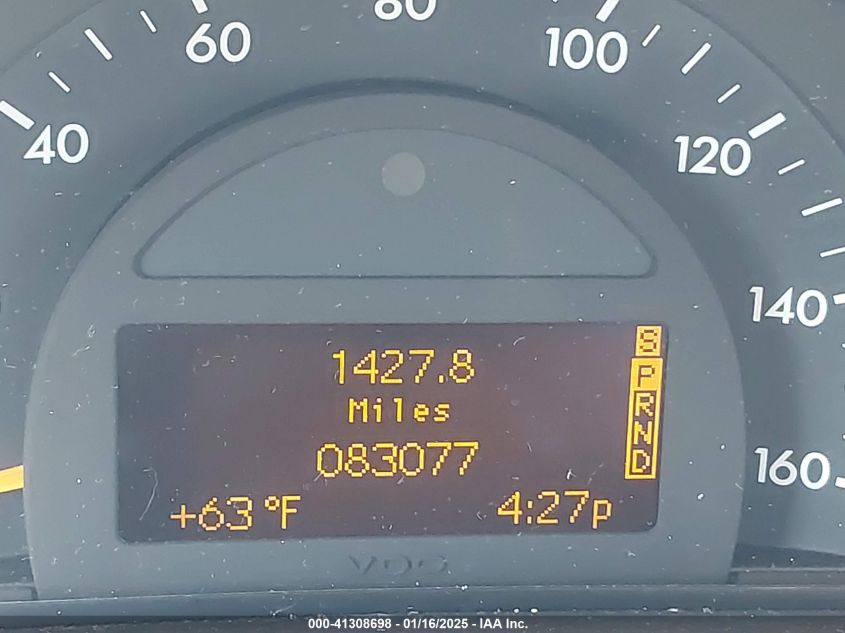 80
60
100
40
120
140
160
1427.8
Miles
083077
+63°F
4:27p
S
P
R
N
D
VDO
000-41308698 - 01/16/2025 - IAA Inc.